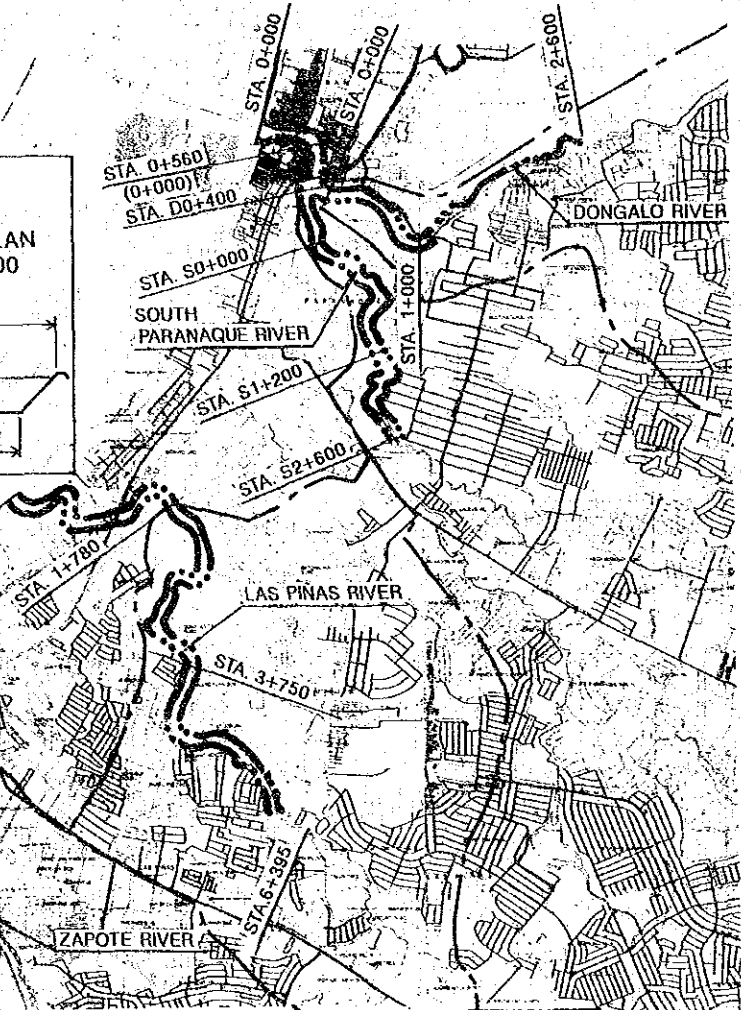 STA. 0+000
STA. 0+000
STA. 2+600
STA. 0+560
(0+000)
STA. D0+400
DONGALO RIVER
LAN
00
STA. S0+000
SOUTH
PARANAQUE RIVER
STA. 1+000
STA. S1+200
STA. S2+600
STA. 1+780
LAS PIÑAS RIVER
STA. 3+750
STA. 6+395
ZAPOTE RIVER